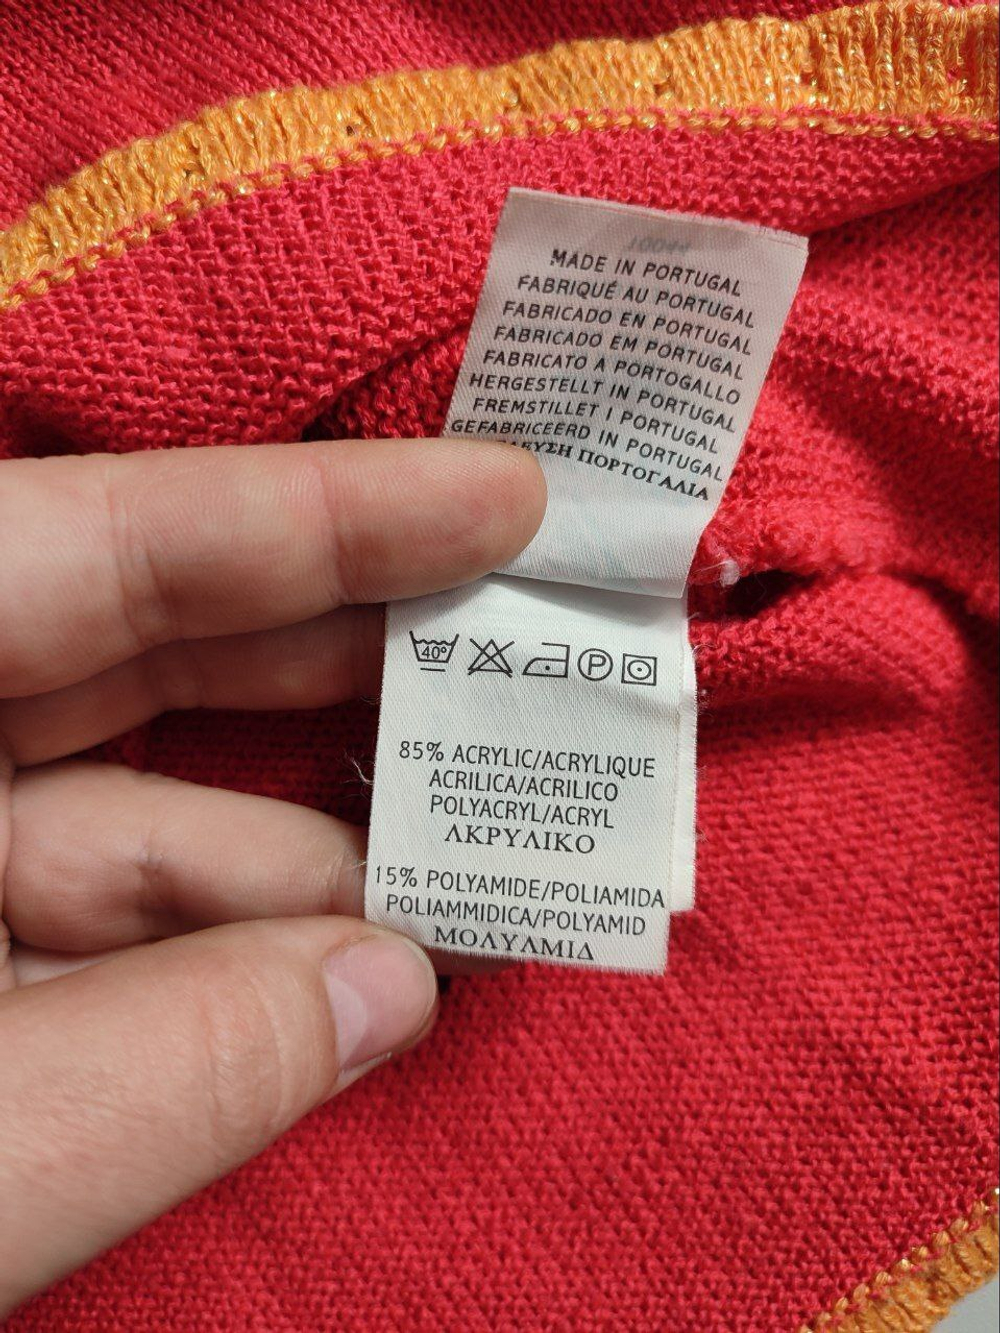 MADE IN PORTUGAL
FABRIQUÉ AU PORTUGAL
FABRICADO EN PORTUGAL
FABRICADO EM PORTUGAL
FABRICATO A PORTOGALLO
HERGESTELLT IN PORTUGAL
FREMSTILLET I PORTUGAL
GEFABRICEERD IN PORTUGAL
ΠΟΡΤΟΓΑΛΙΑ
40°
P
85% ACRYLIC/ACRYLIQUE
ACRILICA/ACRILICO
POLYACRYL/ACRYL
ΑΚΡΥΛΙΚΟ
15% POLYAMIDE/POLIAMIDA
POLIAMMIDICA/POLYAMID
ΜΟΛΥΑΜΙΔ